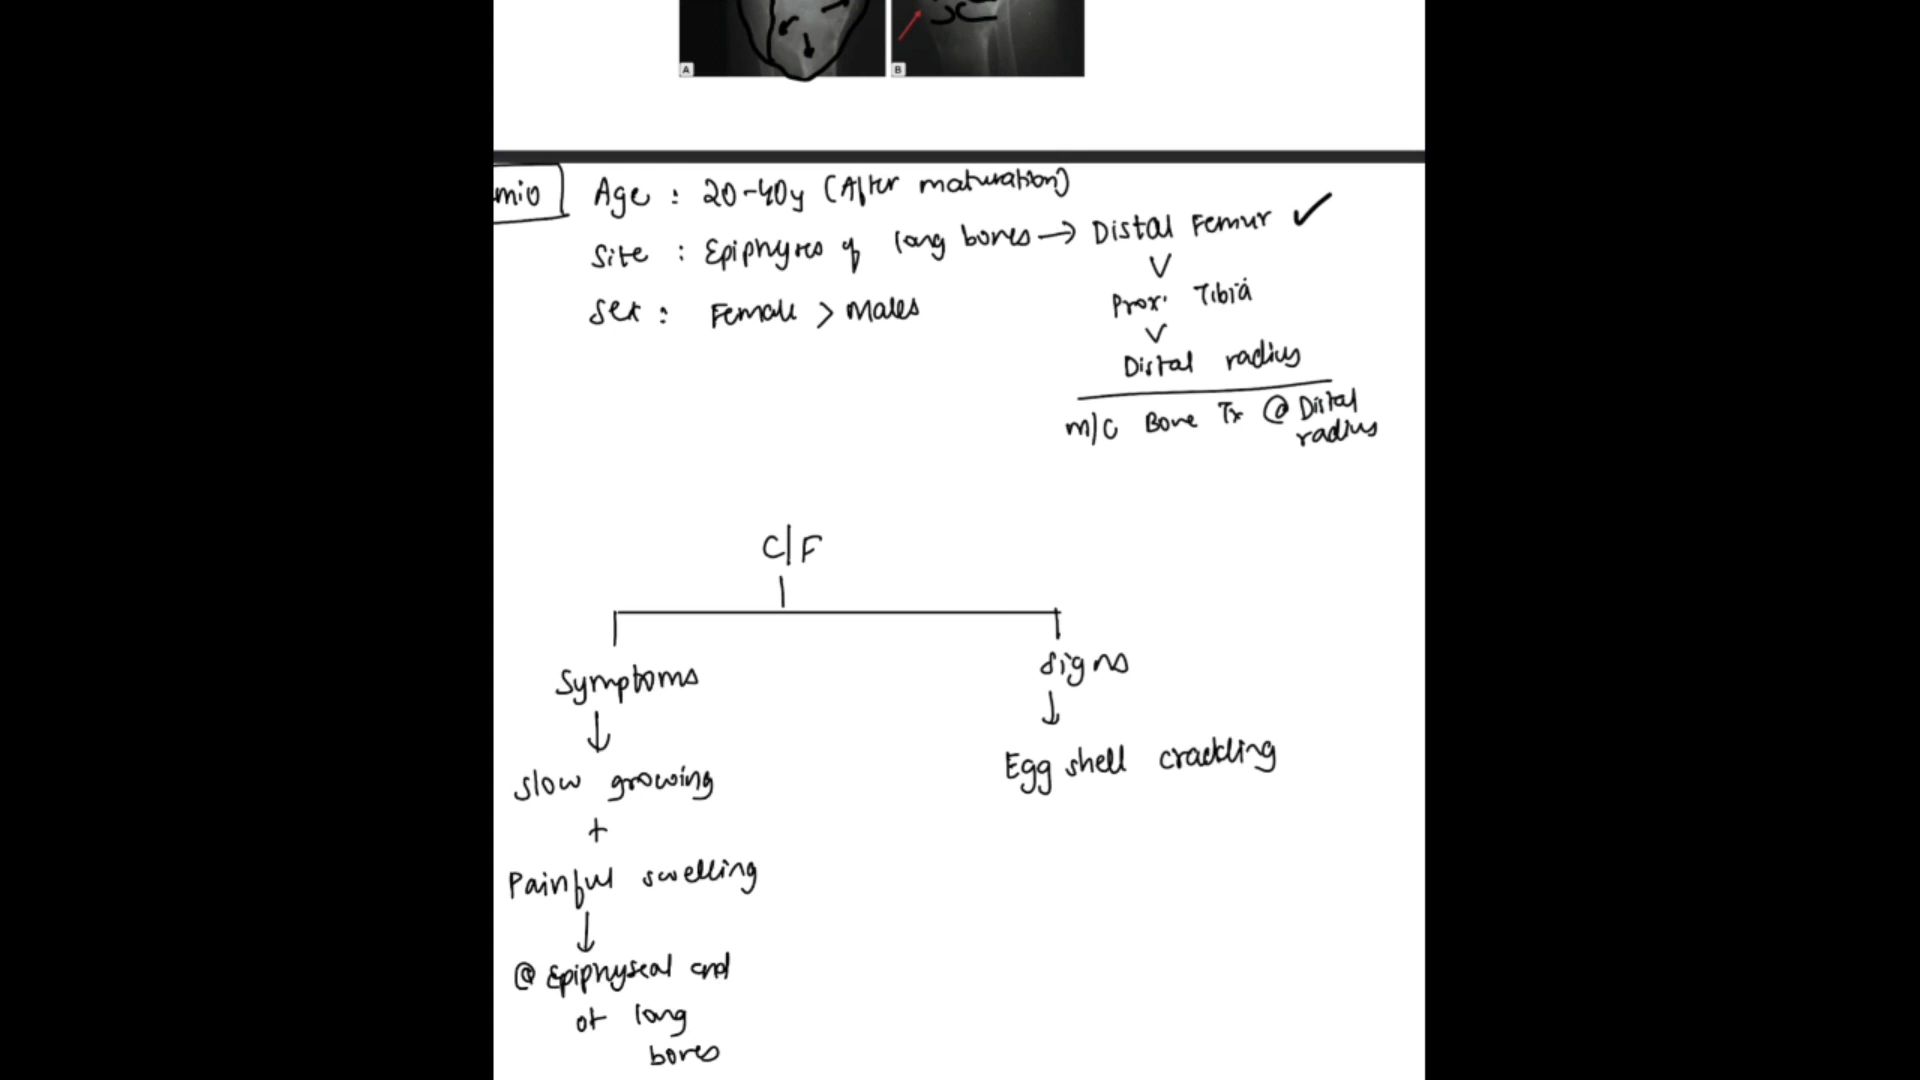 A
B
mio
Age : 20-40y (After maturation)
Site : Epiphyses of long bones → Distal Femur ✓
>
Prox. Tibia
>
Distal radius
Sex : Female > Males
M/C Bone Tx @ Distal radius
C/F
Symptoms
↓
Slow growing
+
Painful swelling
↓
@ Epiphyseal end
of long
bones
Signs
↓
Egg shell crackling